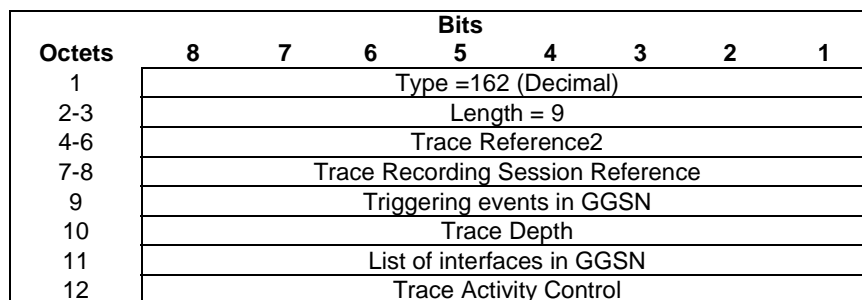 Bits
Octets 8 7 6 5 4 3 2 1
1 Type =162 (Decimal)
2-3 Length = 9
4-6 Trace Reference2
7-8 Trace Recording Session Reference
9 Triggering events in GGSN
10 Trace Depth
11 List of interfaces in GGSN
12 Trace Activity Control